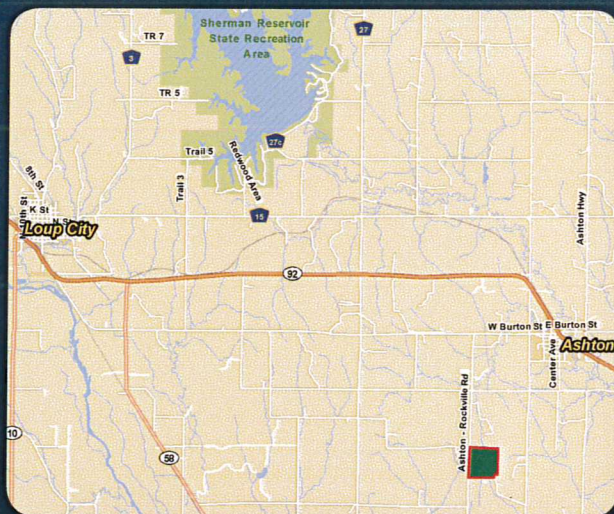 Sherman Reservoir
State Recreation
Area
TR 7
3
27
TR 5
27c
Trail 5
Redwood Area
8th St
Trail 3
K St
N St
15
Ashton Hwy
Loup City
92
W Burton St
E Burton St
Ashton
Center Ave
Ashton - Rockville Rd
10
58